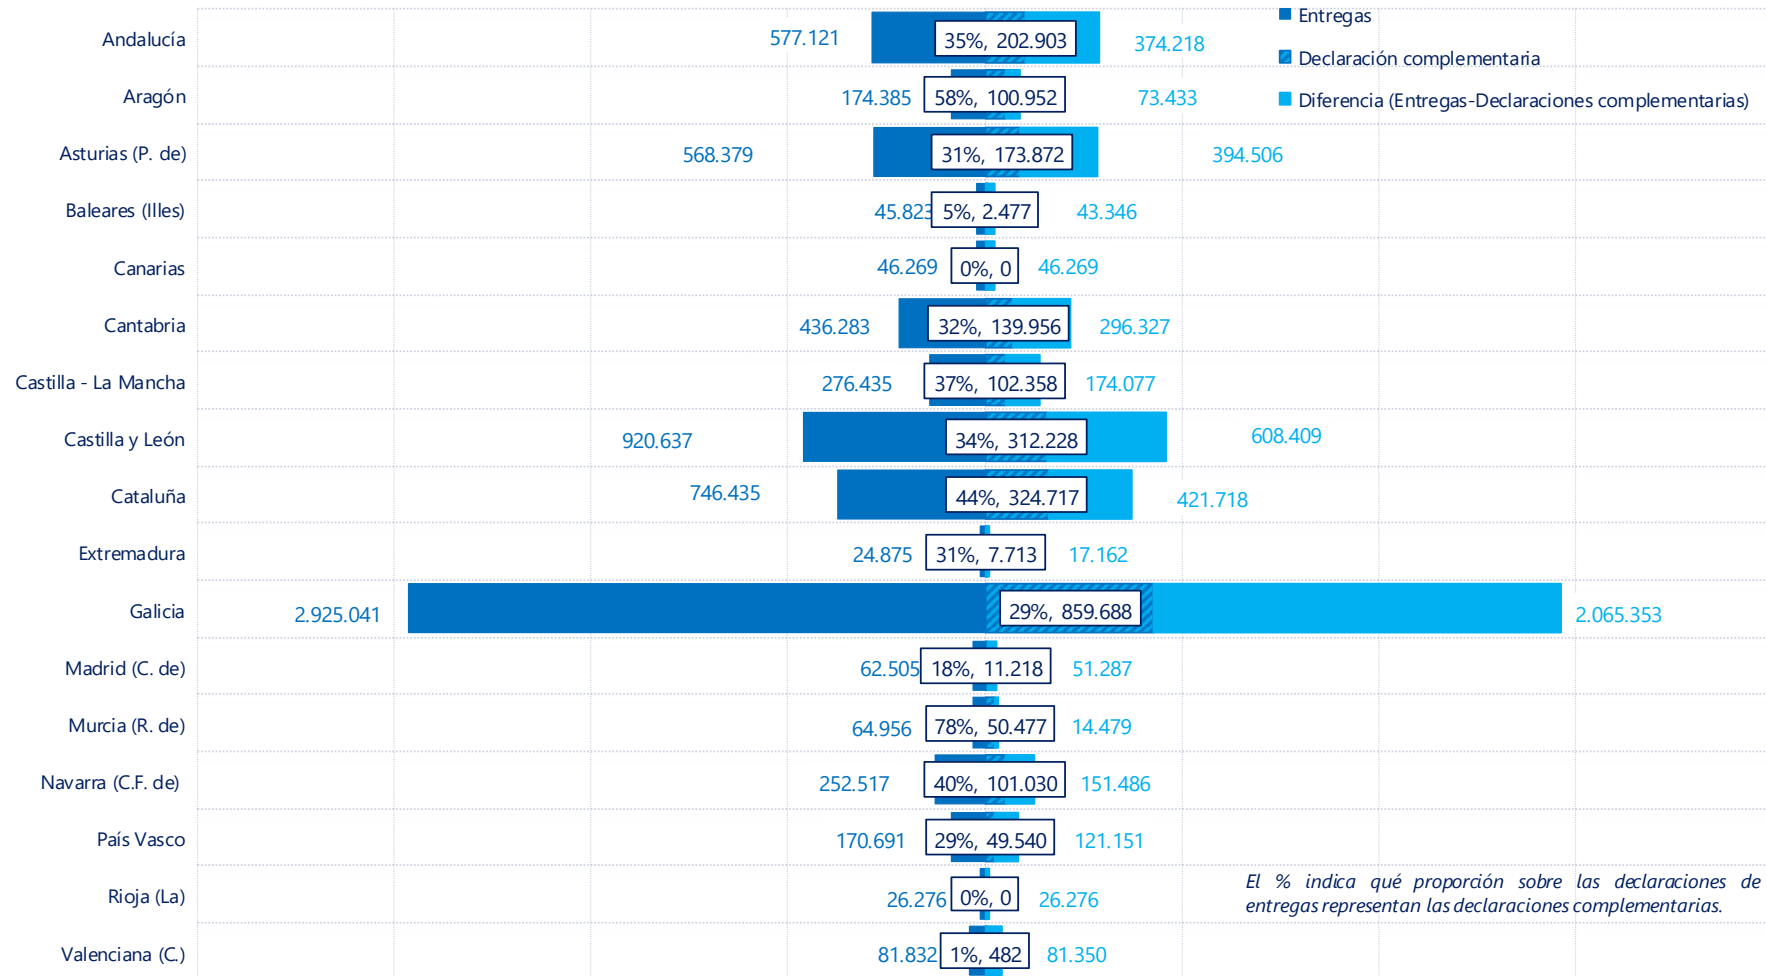 Entregas
Declaración complementaria
Diferencia (Entregas-Declaraciones complementarias)
Andalucía 577.121 35%, 202.903 374.218
Aragón 174.385 58%, 100.952 73.433
Asturias (P. de) 568.379 31%, 173.872 394.506
Baleares (Illes) 45.823 5%, 2.477 43.346
Canarias 46.269 0%, 0 46.269
Cantabria 436.283 32%, 139.956 296.327
Castilla - La Mancha 276.435 37%, 102.358 174.077
Castilla y León 920.637 34%, 312.228 608.409
Cataluña 746.435 44%, 324.717 421.718
Extremadura 24.875 31%, 7.713 17.162
Galicia 2.925.041 29%, 859.688 2.065.353
Madrid (C. de) 62.505 18%, 11.218 51.287
Murcia (R. de) 64.956 78%, 50.477 14.479
Navarra (C.F. de) 252.517 40%, 101.030 151.486
País Vasco 170.691 29%, 49.540 121.151
Rioja (La) 26.276 0%, 0 26.276
Valenciana (C.) 81.832 1%, 482 81.350
El % indica qué proporción sobre las declaraciones de
entregas representan las declaraciones complementarias.